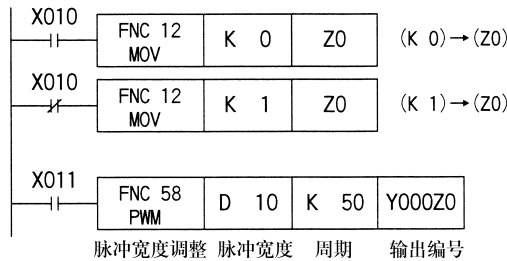 X010
FNC 12 MOV K 0 Z0 (K 0)→(Z0)
X010
FNC 12 MOV K 1 Z0 (K 1)→(Z0)
X011
FNC 58 PWM D 10 K 50 Y000Z0
脉冲宽度调整 脉冲宽度 周期 输出编号